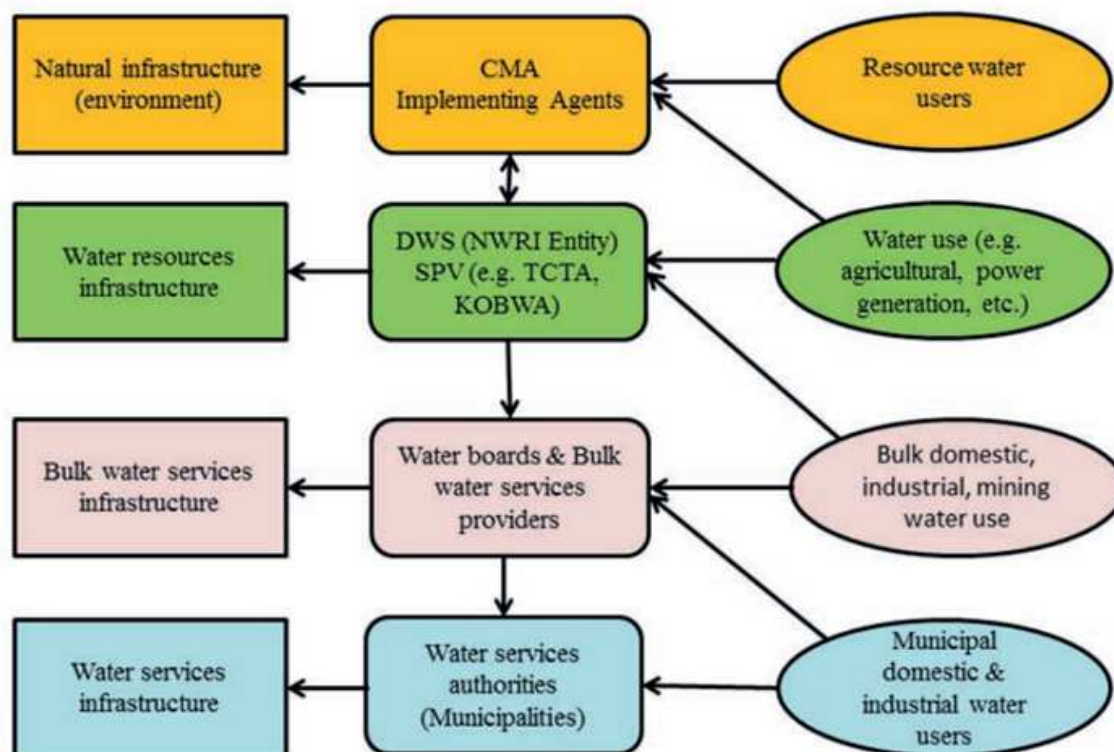 Natural infrastructure
(environment)
CMA
Implementing Agents
Resource water
users
Water resources
infrastructure
DWS (NWRI Entity)
SPV (e.g. TCTA,
KOBWA)
Water use (e.g.
agricultural, power
generation, etc.)
Bulk water services
infrastructure
Water boards & Bulk
water services
providers
Bulk domestic,
industrial, mining
water use
Water services
infrastructure
Water services
authorities
(Municipalities)
Municipal
domestic &
industrial water
users